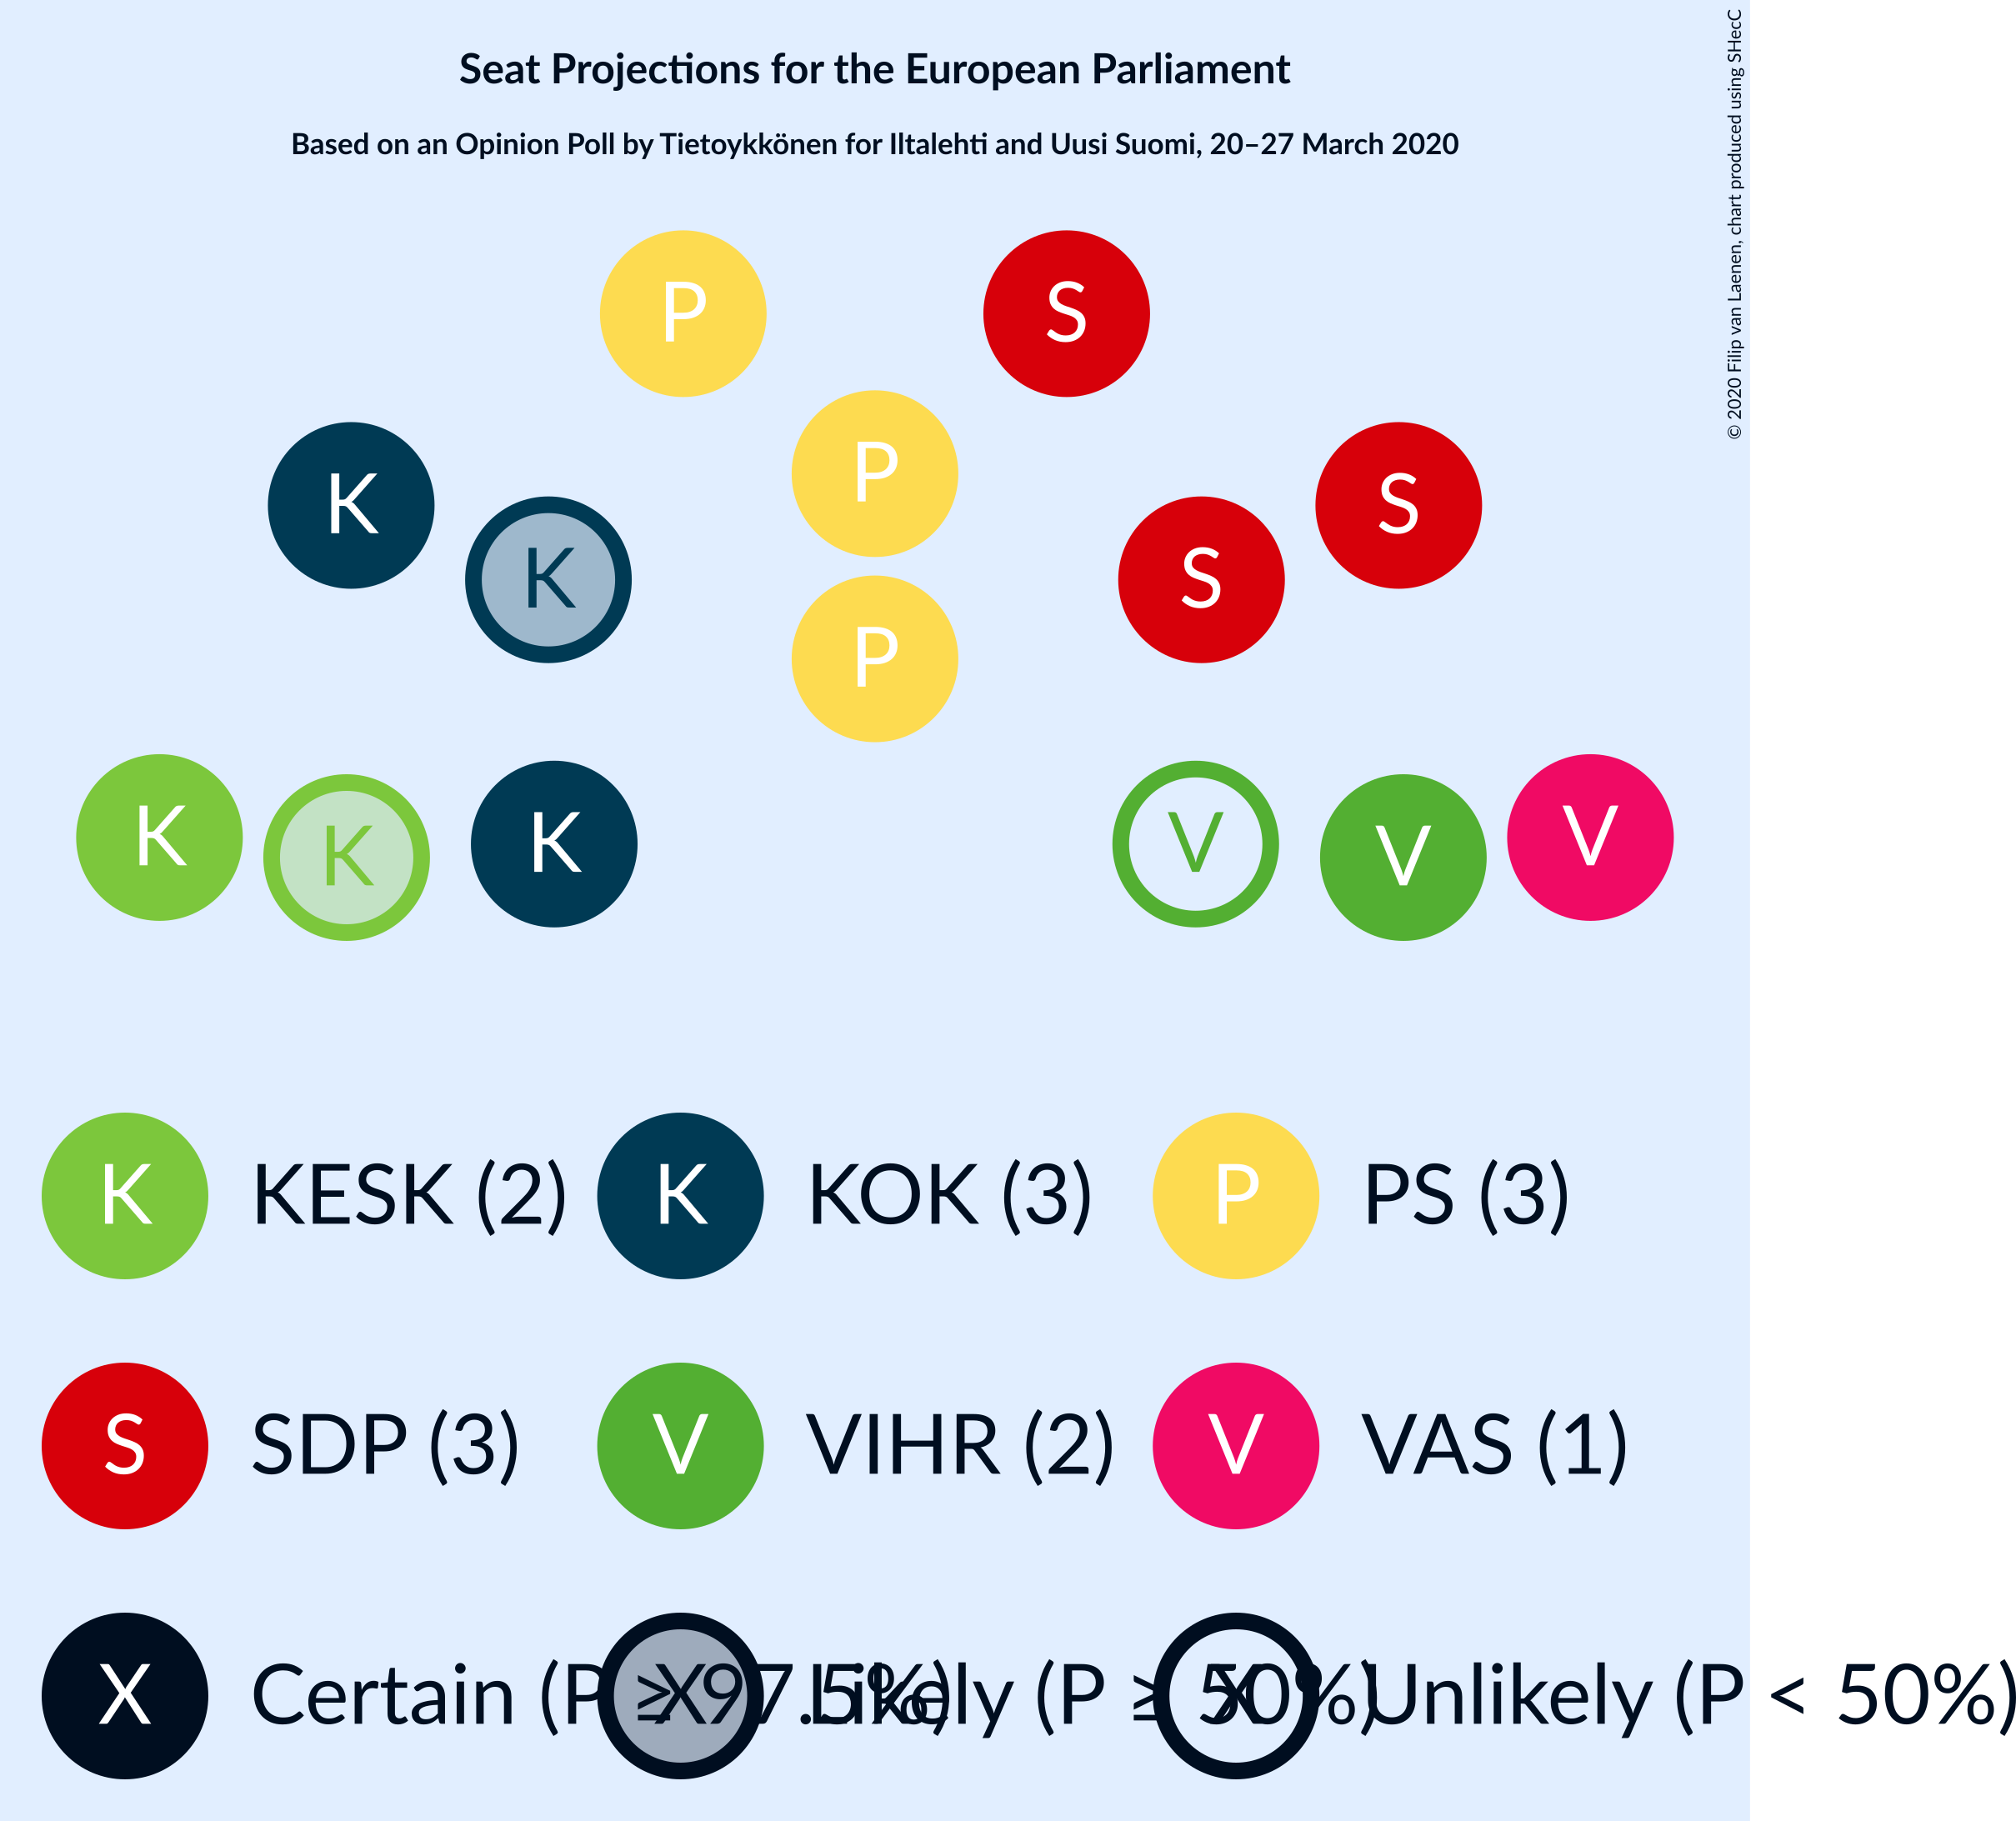 Seat Projections for the European Parliament
Based on an Opinion Poll by Tietoykkönen for Iltalehti and Uusi Suomi, 20–27 March 2020
© 2020 Filip van Laenen, chart produced using SHecC
P S
K K P S S
P
K K K V V V
K KESK (2) K KOK (3) P PS (3)
S SDP (3) V VIHR (2) V VAS (1)
X Certain (P ≥ 97.5%) X Likely (P ≥ 50%) X Unlikely (P < 50%)